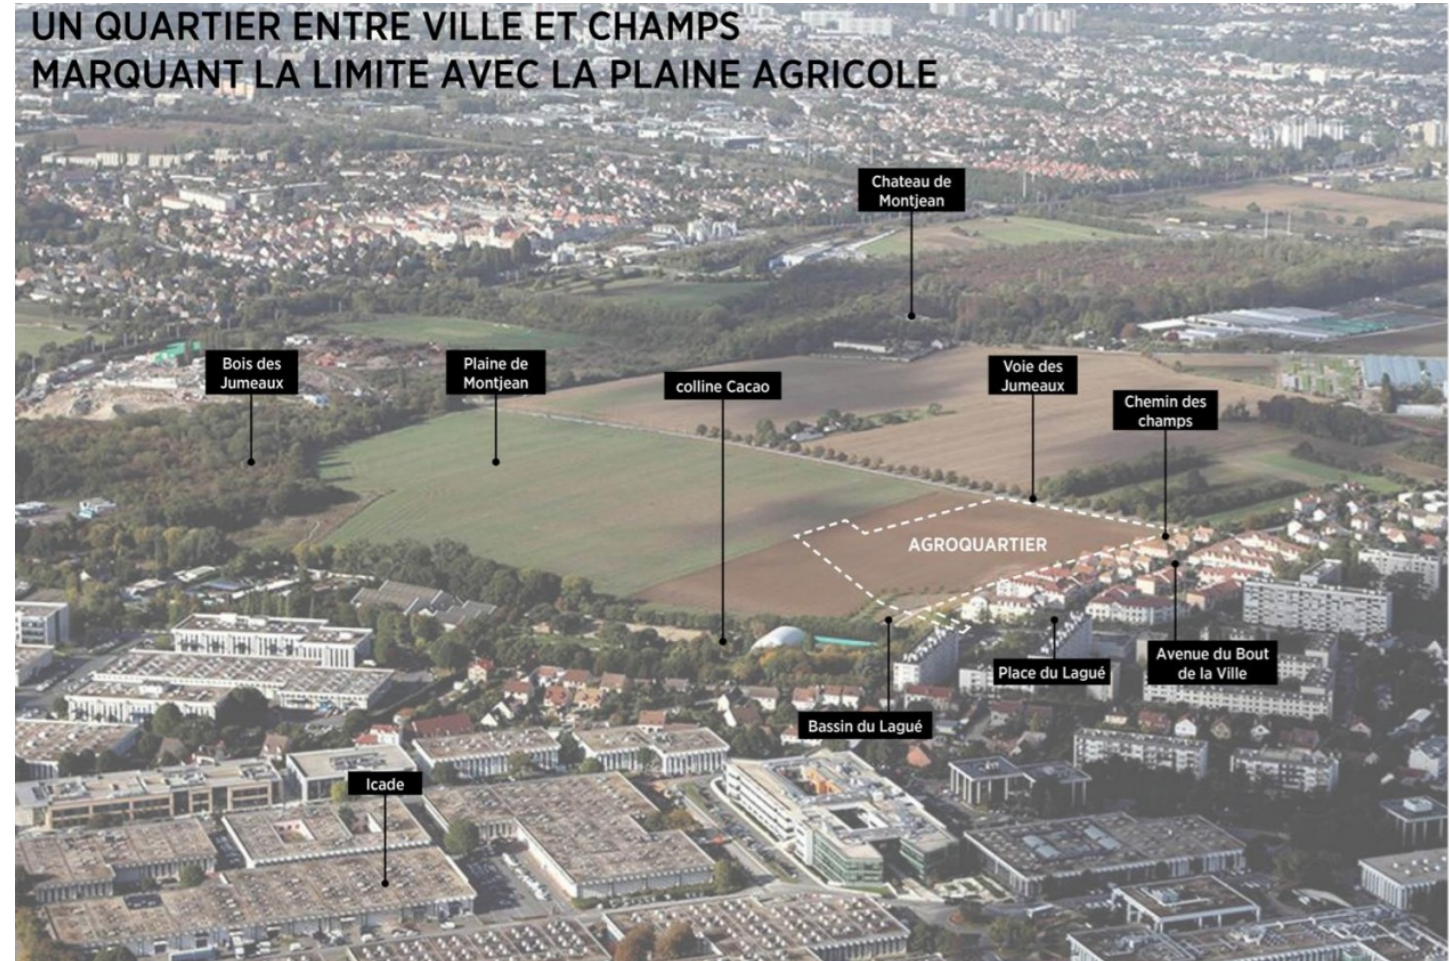 UN QUARTIER ENTRE VILLE ET CHAMPS
MARQUANT LA LIMITE AVEC LA PLAINE AGRICOLE
Chateau de
Montjean
Bois des
Jumeaux
Plaine de
Montjean
colline Cacao
Voie des
Jumeaux
Chemin des
champs
AGROQUARTIER
Place du Lagué
Avenue du Bout
de la Ville
Bassin du Lagué
Icade